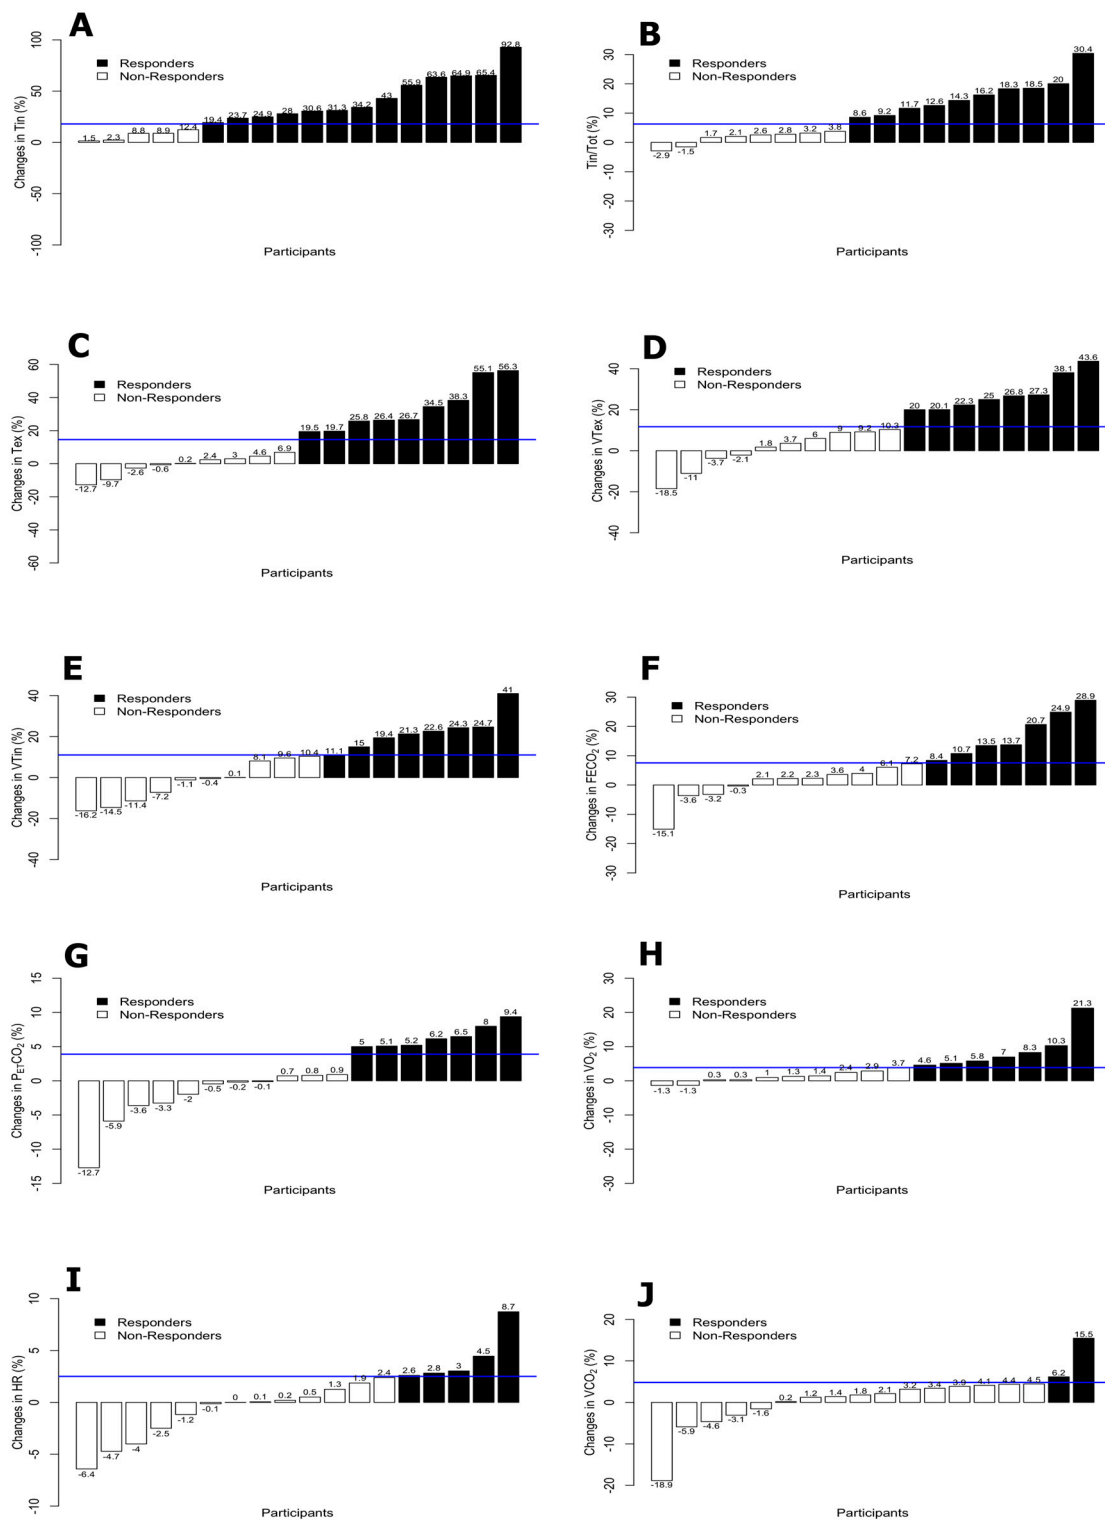 A
Changes in Tin (%)
100
50
0
-50
-100
Responders
Non-Responders
1.5 2.3 8.8 8.9 12.4 19.4 23.7 24.9 28 30.6 31.3 34.2 43 55.9 63.6 64.9 65.4 92.8
Participants
B
Tin/Tot (%)
30
20
10
0
-10
-20
-30
Responders
Non-Responders
-2.9 -1.5 1.7 2.1 2.6 2.8 3.2 3.8 8.6 9.2 11.7 12.6 14.3 16.2 18.3 18.5 20 30.4
Participants
C
Changes in Tex (%)
60
40
20
0
-20
-40
-60
Responders
Non-Responders
-12.7 -9.7 -2.6 -0.6 0.2 2.4 3 4.6 6.9 19.5 19.7 25.8 26.4 26.7 34.5 38.3 55.1 56.3
Participants
D
Changes in VTex (%)
40
20
0
-20
-40
Responders
Non-Responders
-18.5 -11 -3.7 -2.1 1.8 3.7 6 9 9.2 10.3 20 20.1 22.3 25 26.8 27.3 38.1 43.6
Participants
E
Changes in VTin (%)
40
20
0
-20
-40
Responders
Non-Responders
-16.2 -14.5 -11.4 -7.2 -1.1 -0.4 0.1 8.1 9.6 10.4 11.1 15 19.4 21.3 22.6 24.3 24.7 41
Participants
F
Changes in FECO₂ (%)
30
20
10
0
-10
-20
-30
Responders
Non-Responders
-15.1 -3.6 -3.2 -0.3 2.1 2.2 2.3 3.6 4 6.1 7.2 8.4 10.7 13.5 13.7 20.7 24.9 28.9
Participants
G
Changes in PETCO₂ (%)
15
10
5
0
-5
-10
-15
Responders
Non-Responders
-12.7 -5.9 -3.6 -3.3 -2 -0.5 -0.2 -0.1 0.7 0.8 0.9 5 5.1 5.2 6.2 6.5 8 9.4
Participants
H
Changes in VO₂ (%)
30
20
10
0
-10
-20
-30
Responders
Non-Responders
-1.3 -1.3 0.3 0.3 1 1.3 1.4 2.4 2.9 3.7 4.6 5.1 5.8 7 8.3 10.3 21.3
Participants
I
Changes in HR (%)
10
5
0
-5
-10
Responders
Non-Responders
-6.4 -4.7 -4 -2.5 -1.2 -0.1 0 0.1 0.2 0.5 1.3 1.9 2.4 2.6 2.8 3 4.5 8.7
Participants
J
Changes in VCO₂ (%)
20
10
0
-10
-20
Responders
Non-Responders
-18.9 -5.9 -4.6 -3.1 -1.6 0.2 1.2 1.4 1.8 2.1 3.2 3.4 3.9 4.1 4.4 4.5 6.2 15.5
Participants